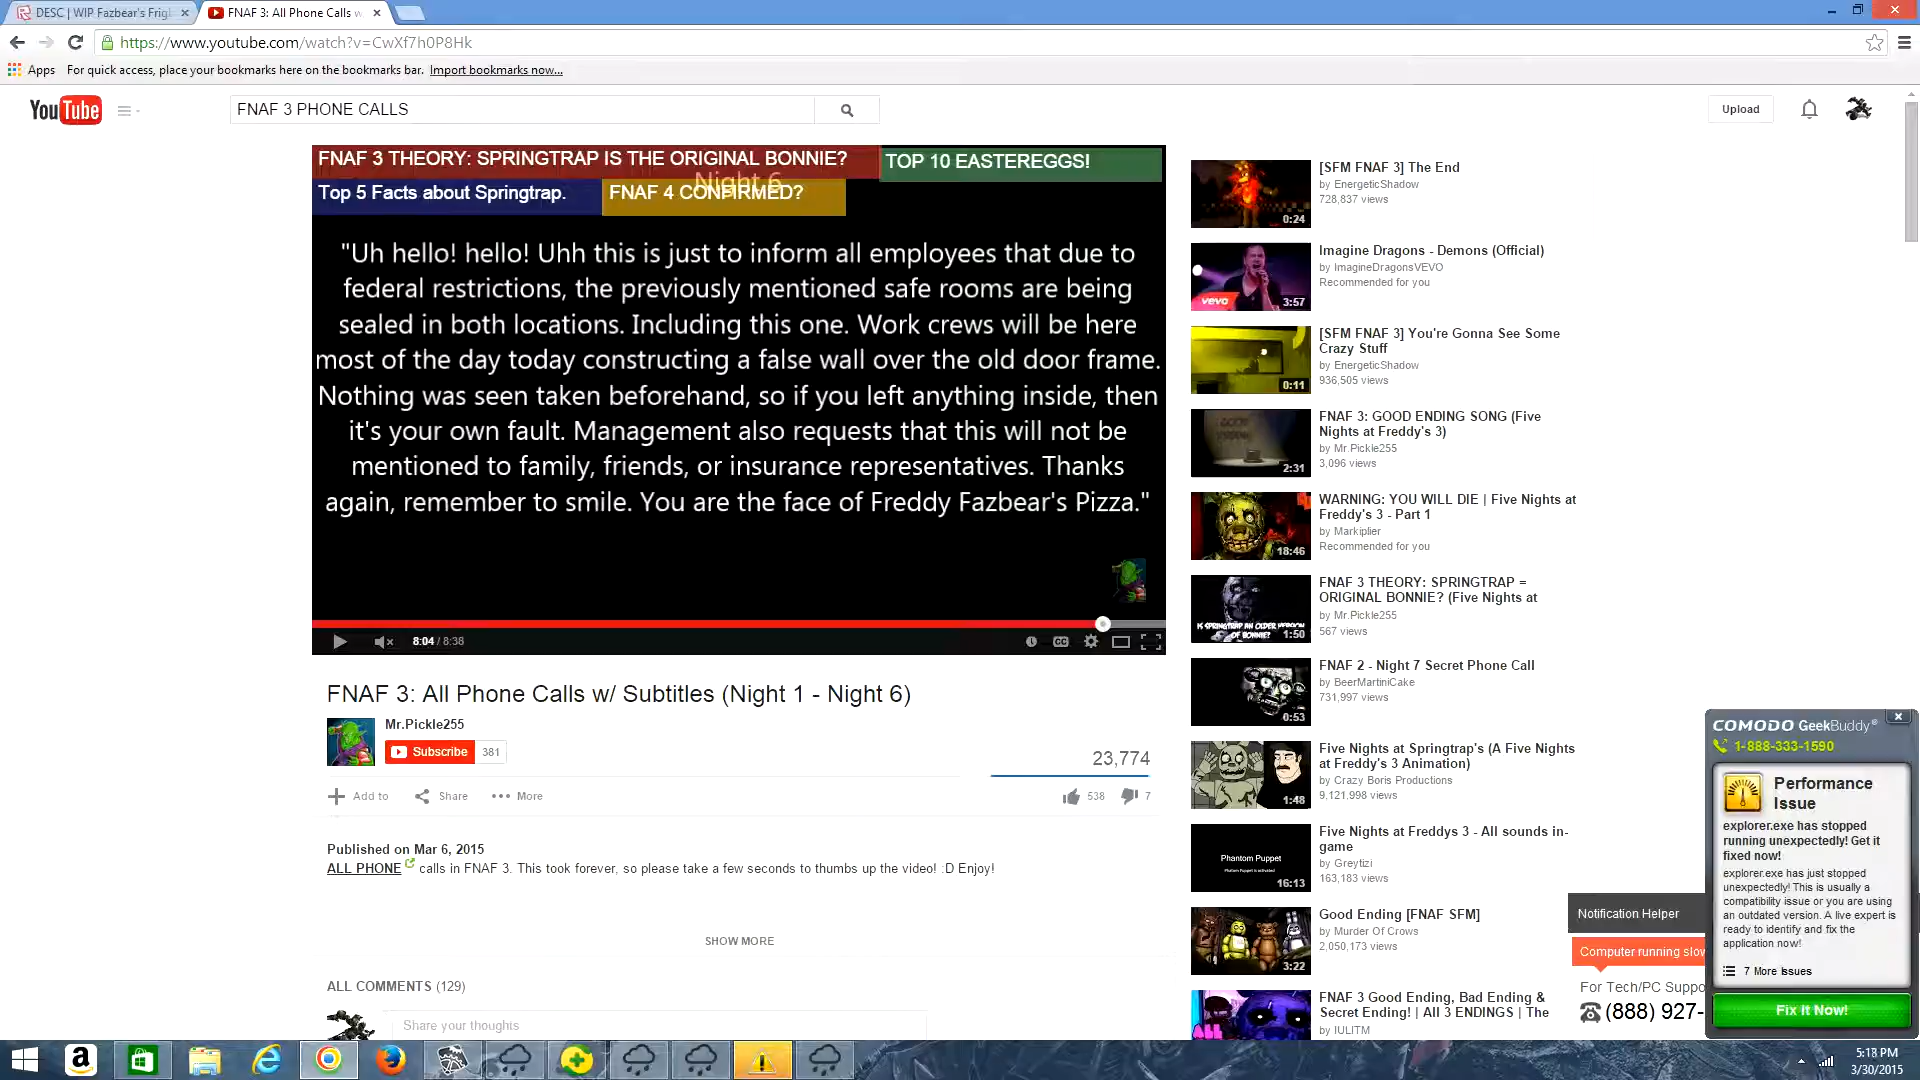 DESC | WIP Fazbear's Frigh
FNAF 3: All Phone Calls w
https://www.youtube.com/watch?v=CwXf7h0P8Hk
Apps For quick access, place your bookmarks here on the bookmarks bar. Import bookmarks now...
YouTube
FNAF 3 PHONE CALLS
Upload
FNAF 3 THEORY: SPRINGTRAP IS THE ORIGINAL BONNIE?
TOP 10 EASTEREGGS!
Night 6
Top 5 Facts about Springtrap.
FNAF 4 CONFIRMED?
"Uh hello! hello! Uhh this is just to inform all employees that due to
federal restrictions, the previously mentioned safe rooms are being
sealed in both locations. Including this one. Work crews will be here
most of the day today constructing a false wall over the old door frame.
Nothing was seen taken beforehand, so if you left anything inside, then
it's your own fault. Management also requests that this will not be
mentioned to family, friends, or insurance representatives. Thanks
again, remember to smile. You are the face of Freddy Fazbear's Pizza."
8:04 / 8:38
CC
FNAF 3: All Phone Calls w/ Subtitles (Night 1 - Night 6)
Mr.Pickle255
Subscribe 381
23,774
Add to Share More
538 7
Published on Mar 6, 2015
ALL PHONE calls in FNAF 3. This took forever, so please take a few seconds to thumbs up the video! :D Enjoy!
SHOW MORE
ALL COMMENTS (129)
Share your thoughts
[SFM FNAF 3] The End
by EnergeticShadow
728,837 views
0:24
Imagine Dragons - Demons (Official)
by ImagineDragonsVEVO
Recommended for you
vevo
3:57
[SFM FNAF 3] You're Gonna See Some
Crazy Stuff
by EnergeticShadow
936,505 views
0:11
FNAF 3: GOOD ENDING SONG (Five
Nights at Freddy's 3)
by Mr.Pickle255
3,096 views
2:31
WARNING: YOU WILL DIE | Five Nights at
Freddy's 3 - Part 1
by Markiplier
Recommended for you
18:46
FNAF 3 THEORY: SPRINGTRAP =
ORIGINAL BONNIE? (Five Nights at
by Mr.Pickle255
567 views
IS SPRINGTRAP AN OLDER VERSION
OF BONNIE?
1:50
FNAF 2 - Night 7 Secret Phone Call
by BeerMartiniCake
731,997 views
0:53
Five Nights at Springtrap's (A Five Nights
at Freddy's 3 Animation)
by Crazy Boris Productions
9,121,998 views
1:48
Five Nights at Freddys 3 - All sounds in-
game
by Greytizi
163,183 views
Phantom Puppet
Phantom Puppet is activated
16:13
Good Ending [FNAF SFM]
by Murder Of Crows
2,050,173 views
3:22
FNAF 3 Good Ending, Bad Ending &
Secret Ending! | All 3 ENDINGS | The
by IULITM
ALL
COMODO GeekBuddy®
1-888-333-1590
Performance
Issue
explorer.exe has stopped
running unexpectedly! Get it
fixed now!
explorer.exe has just stopped
unexpectedly! This is usually a
compatibility issue or you are using
an outdated version. A live expert is
ready to identify and fix the
application now!
7 More Issues
Fix it Now!
Notification Helper
Computer running slow
For Tech/PC Suppo
(888) 927-
5:18 PM
3/30/2015